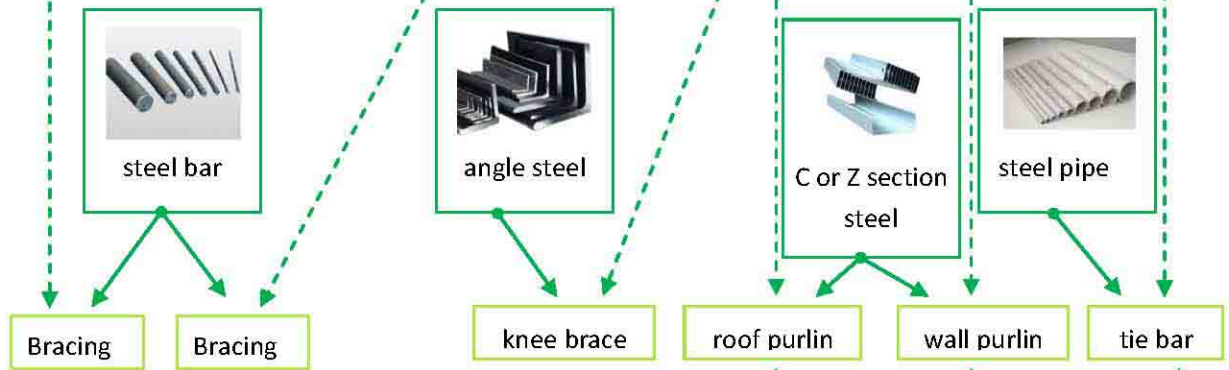 steel bar
angle steel
C or Z section
steel
steel pipe
Bracing
Bracing
knee brace
roof purlin
wall purlin
tie bar